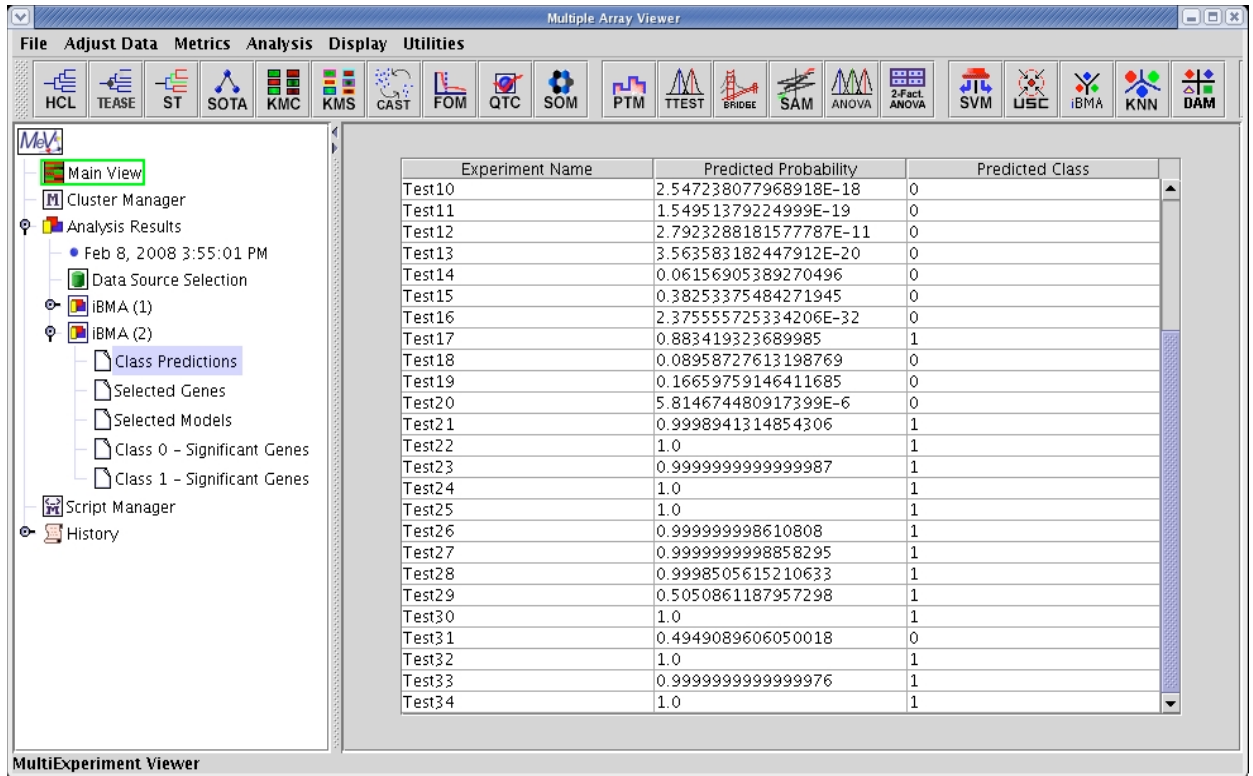 Multiple Array Viewer
File Adjust Data Metrics Analysis Display Utilities
HCL TEASE ST SOTA KMC KMS CAST FOM QTC SOM PTM TTEST BRIDGE SAM ANOVA 2-Fact. ANOVA SVM USC iBMA KNN DAM
MeV
Main View
Cluster Manager
Analysis Results
Feb 8, 2008 3:55:01 PM
Data Source Selection
iBMA (1)
iBMA (2)
Class Predictions
Selected Genes
Selected Models
Class 0 - Significant Genes
Class 1 - Significant Genes
Script Manager
History
Experiment Name Predicted Probability Predicted Class
Test10 2.547238077968918E-18 0
Test11 1.54951379224999E-19 0
Test12 2.7923288181577787E-11 0
Test13 3.563583182447912E-20 0
Test14 0.06156905389270496 0
Test15 0.38253375484271945 0
Test16 2.375555725334206E-32 0
Test17 0.883419323689985 1
Test18 0.08958727613198769 0
Test19 0.16659759146411685 0
Test20 5.814674480917399E-6 0
Test21 0.9998941314854306 1
Test22 1.0 1
Test23 0.9999999999999987 1
Test24 1.0 1
Test25 1.0 1
Test26 0.999999998610808 1
Test27 0.9999999998858295 1
Test28 0.9998505615210633 1
Test29 0.5050861187957298 1
Test30 1.0 1
Test31 0.4949089606050018 0
Test32 1.0 1
Test33 0.9999999999999976 1
Test34 1.0 1
MultiExperiment Viewer